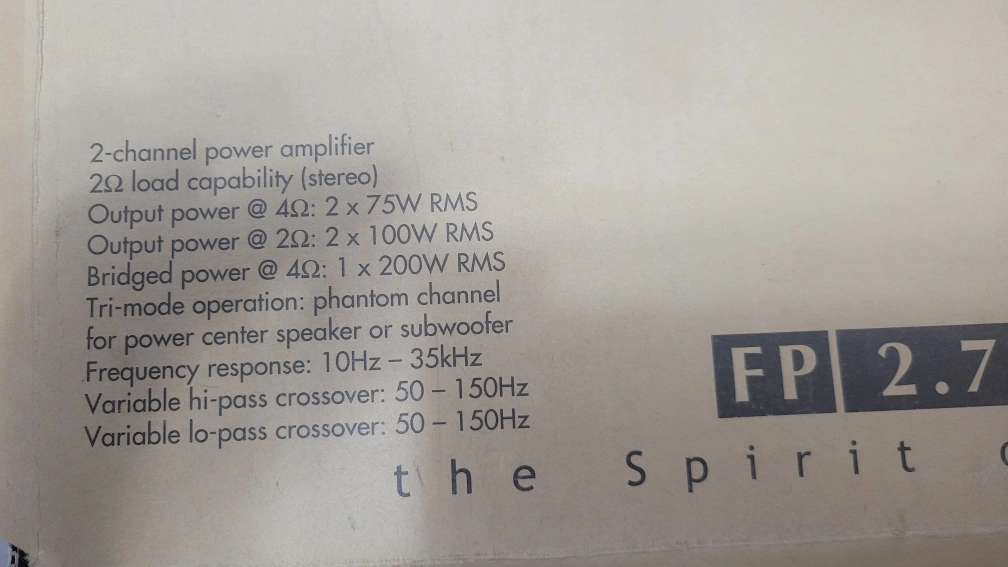 2-channel power amplifier
2Ω load capability (stereo)
Output power @ 4Ω: 2 x 75W RMS
Output power @ 2Ω: 2 x 100W RMS
Bridged power @ 4Ω: 1 x 200W RMS
Tri-mode operation: phantom channel
for power center speaker or subwoofer
Frequency response: 10Hz – 35kHz
Variable hi-pass crossover: 50 – 150Hz
Variable lo-pass crossover: 50 – 150Hz
FP 2.7
the Spirit